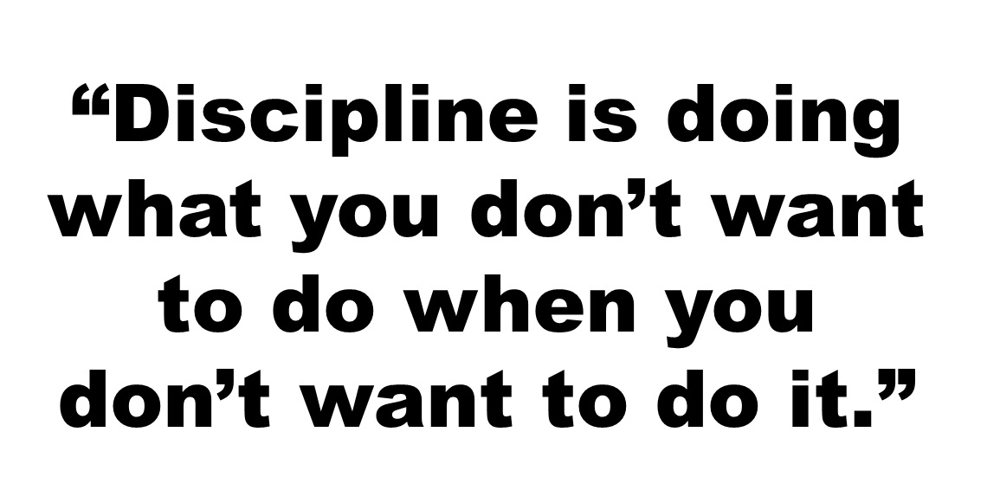 “Discipline is doing
what you don’t want
to do when you
don’t want to do it.”